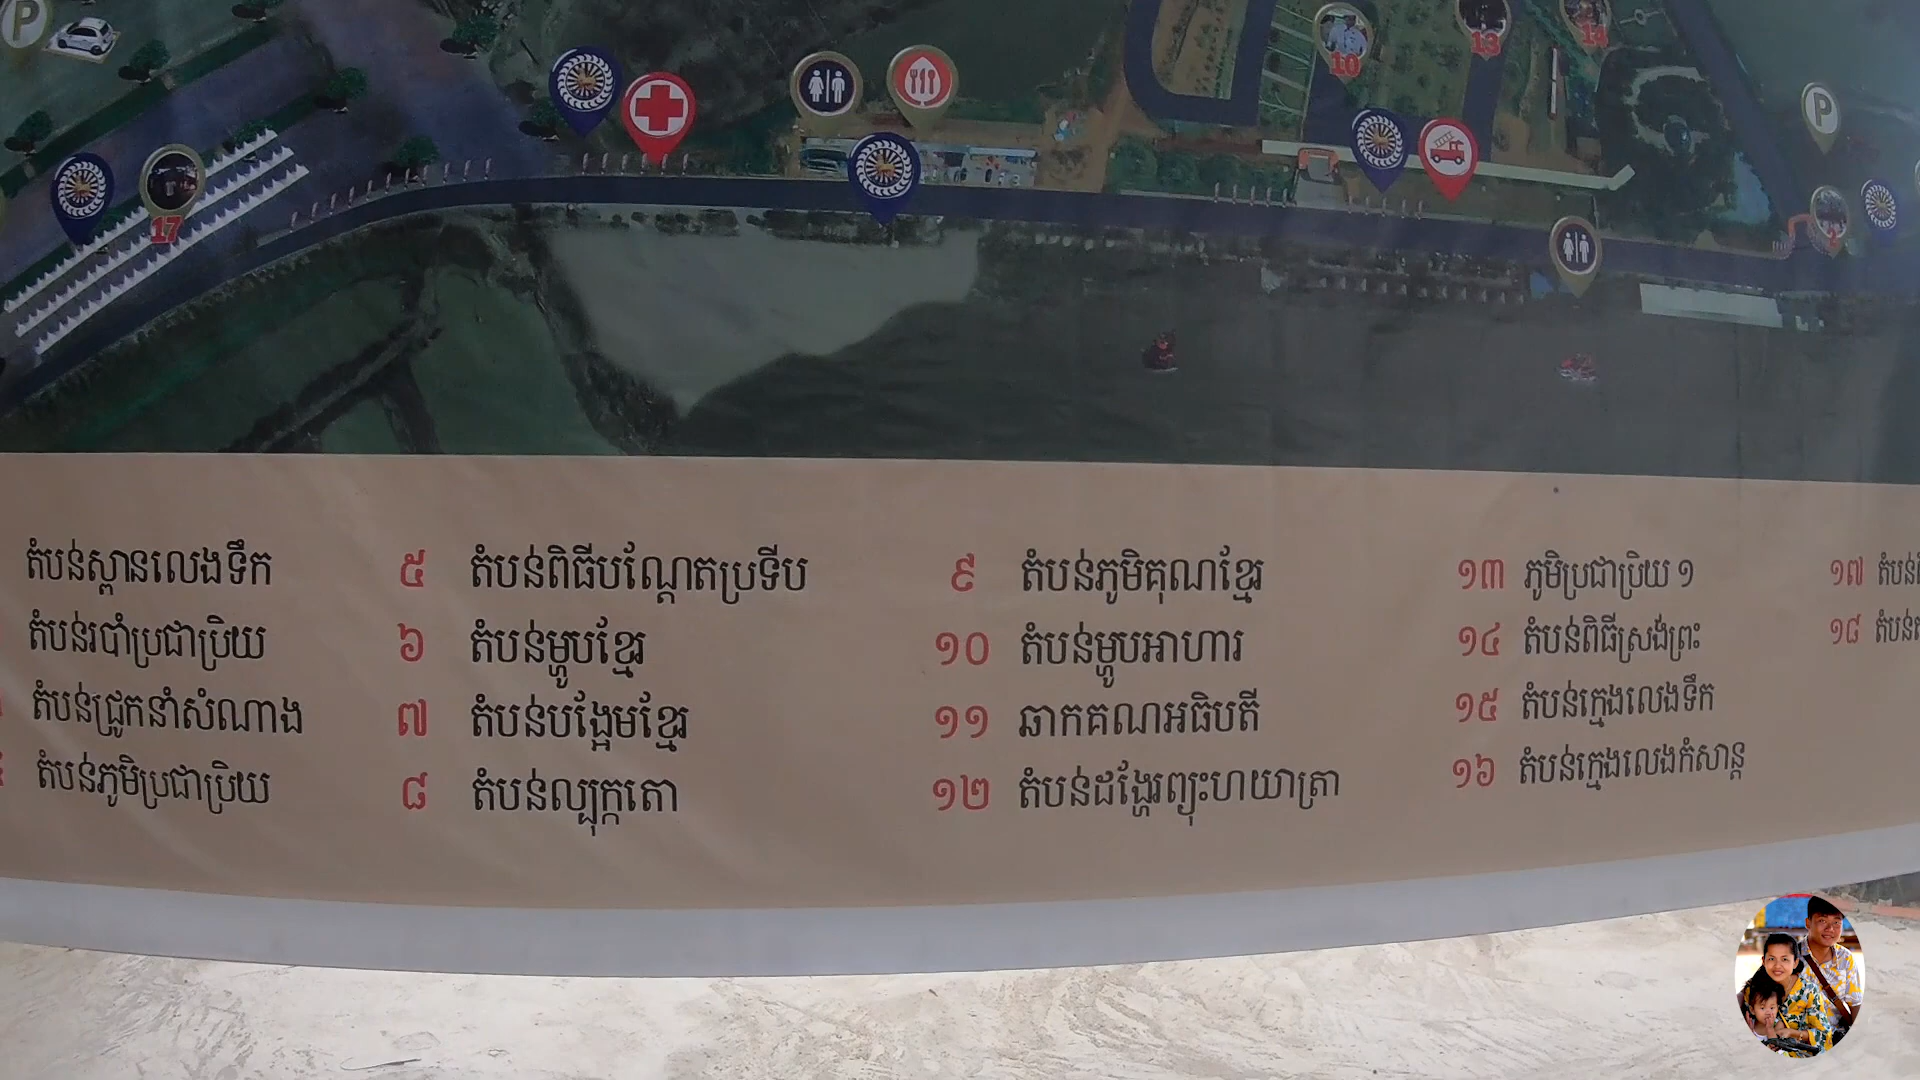 P
10
13
14
P
17
តំបន់ស្ពានលេងទឹក
តំបន់របាំប្រជាប្រិយ
តំបន់ជ្រូកនាំសំណាង
តំបន់ភូមិប្រជាប្រិយ
៥ តំបន់ពិធីបណ្ដែតប្រទីប
៦ តំបន់ម្ហូបខ្មែរ
៧ តំបន់បង្អែមខ្មែរ
៨ តំបន់ល្បុក្កតោ
៩ តំបន់ភូមិគុណខ្មែរ
១០ តំបន់ម្ហូបអាហារ
១១ ឆាកគណអធិបតី
១២ តំបន់ដង្ហែរព្យុះហយាត្រា
១៣ ភូមិប្រជាប្រិយ ១
១៤ តំបន់ពិធីស្រង់ព្រះ
១៥ តំបន់ក្មេងលេងទឹក
១៦ តំបន់ក្មេងលេងកំសាន្ត
១៧
១៨